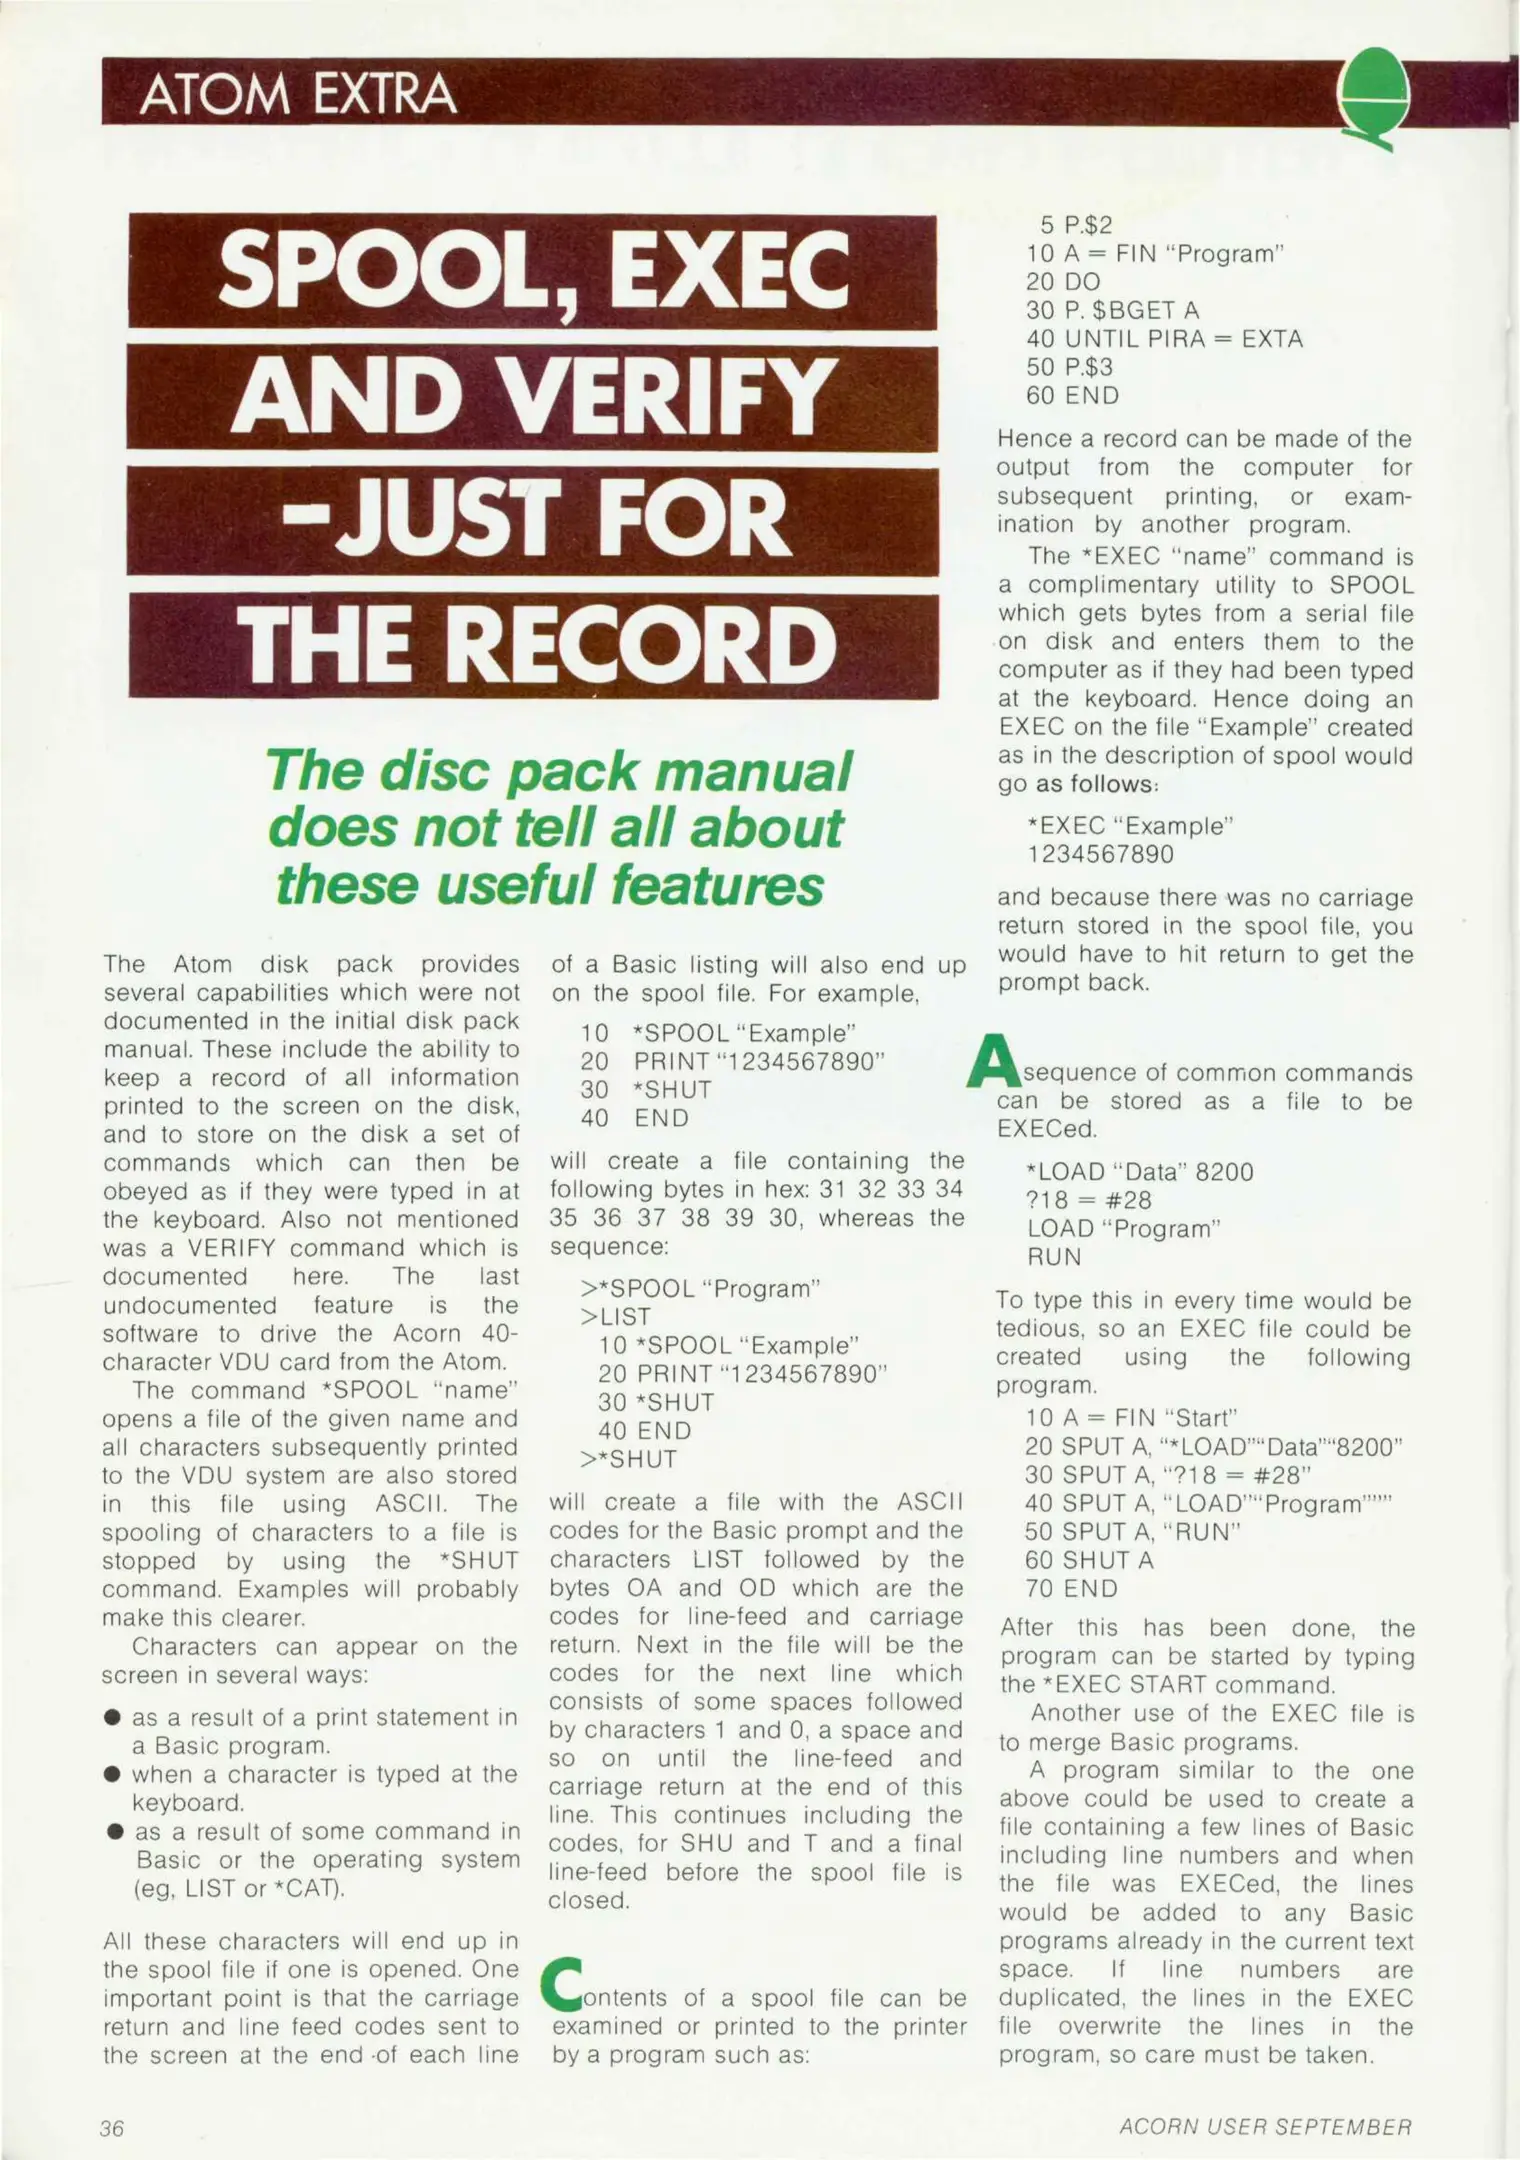 ATOM EXTRA
SPOOL, EXEC
AND VERIFY
-JUST FOR
THE RECORD
The disc pack manual
does not tell all about
these useful features
The Atom disk pack provides
several capabilities which were not
documented in the initial disk pack
manual. These include the ability to
keep a record of all information
printed to the screen on the disk,
and to store on the disk a set of
commands which can then be
obeyed as if they were typed in at
the keyboard. Also not mentioned
was a VERIFY command which is
documented here. The last
undocumented feature is the
software to drive the Acorn 40-
character VDU card from the Atom.
The command *SPOOL “name”
opens a file of the given name and
all characters subsequently printed
to the VDU system are also stored
in this file using ASCII. The
spooling of characters to a file is
stopped by using the *SHUT
command. Examples will probably
make this clearer.
Characters can appear on the
screen in several ways:
● as a result of a print statement in
a Basic program.
● when a character is typed at the
keyboard.
● as a result of some command in
Basic or the operating system
(eg, LIST or *CAT).
All these characters will end up in
the spool file if one is opened. One
important point is that the carriage
return and line feed codes sent to
the screen at the end of each line
of a Basic listing will also end up
on the spool file. For example,
10 *SPOOL “Example”
20 PRINT “1234567890”
30 *SHUT
40 END
will create a file containing the
following bytes in hex: 31 32 33 34
35 36 37 38 39 30, whereas the
sequence:
>*SPOOL “Program”
>LIST
10 *SPOOL “Example”
20 PRINT “1234567890”
30 *SHUT
40 END
>*SHUT
will create a file with the ASCII
codes for the Basic prompt and the
characters LIST followed by the
bytes OA and OD which are the
codes for line-feed and carriage
return. Next in the file will be the
codes for the next line which
consists of some spaces followed
by characters 1 and 0, a space and
so on until the line-feed and
carriage return at the end of this
line. This continues including the
codes, for SHU and T and a final
line-feed before the spool file is
closed.
Contents of a spool file can be
examined or printed to the printer
by a program such as:
5 P.$2
10 A = FIN “Program”
20 DO
30 P. $BGET A
40 UNTIL PIRA = EXTA
50 P.$3
60 END
Hence a record can be made of the
output from the computer for
subsequent printing, or exam-
ination by another program.
The *EXEC “name” command is
a complimentary utility to SPOOL
which gets bytes from a serial file
on disk and enters them to the
computer as if they had been typed
at the keyboard. Hence doing an
EXEC on the file “Example” created
as in the description of spool would
go as follows:
*EXEC “Example”
1234567890
and because there was no carriage
return stored in the spool file, you
would have to hit return to get the
prompt back.
A sequence of common commands
can be stored as a file to be
EXECed.
*LOAD “Data” 8200
?18 = #28
LOAD “Program”
RUN
To type this in every time would be
tedious, so an EXEC file could be
created using the following
program.
10 A = FIN “Start”
20 SPUT A, “*LOAD”“Data”“8200”
30 SPUT A, “?18 = #28”
40 SPUT A, “LOAD”“Program”””
50 SPUT A, “RUN”
60 SHUT A
70 END
After this has been done, the
program can be started by typing
the *EXEC START command.
Another use of the EXEC file is
to merge Basic programs.
A program similar to the one
above could be used to create a
file containing a few lines of Basic
including line numbers and when
the file was EXECed, the lines
would be added to any Basic
programs already in the current text
space. If line numbers are
duplicated, the lines in the EXEC
file overwrite the lines in the
program, so care must be taken.
36
ACORN USER SEPTEMBER